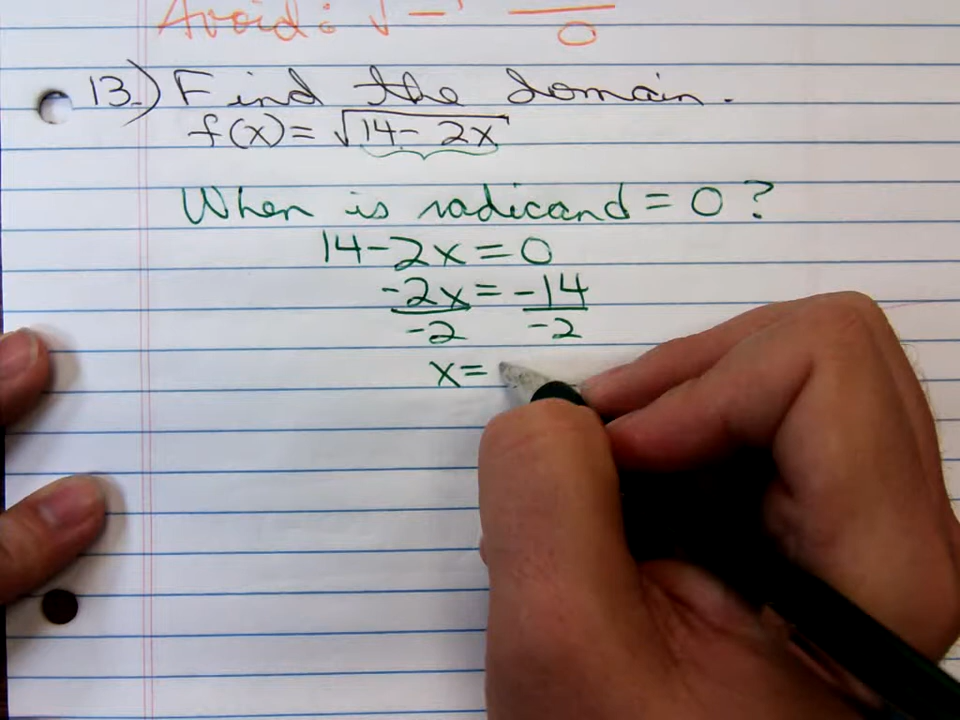 Avoid: √-' —/0
13.) Find the domain.
f(x) = √14-2x
When is radicand = 0?
14-2x=0
-2x = -14
-2 -2
x=